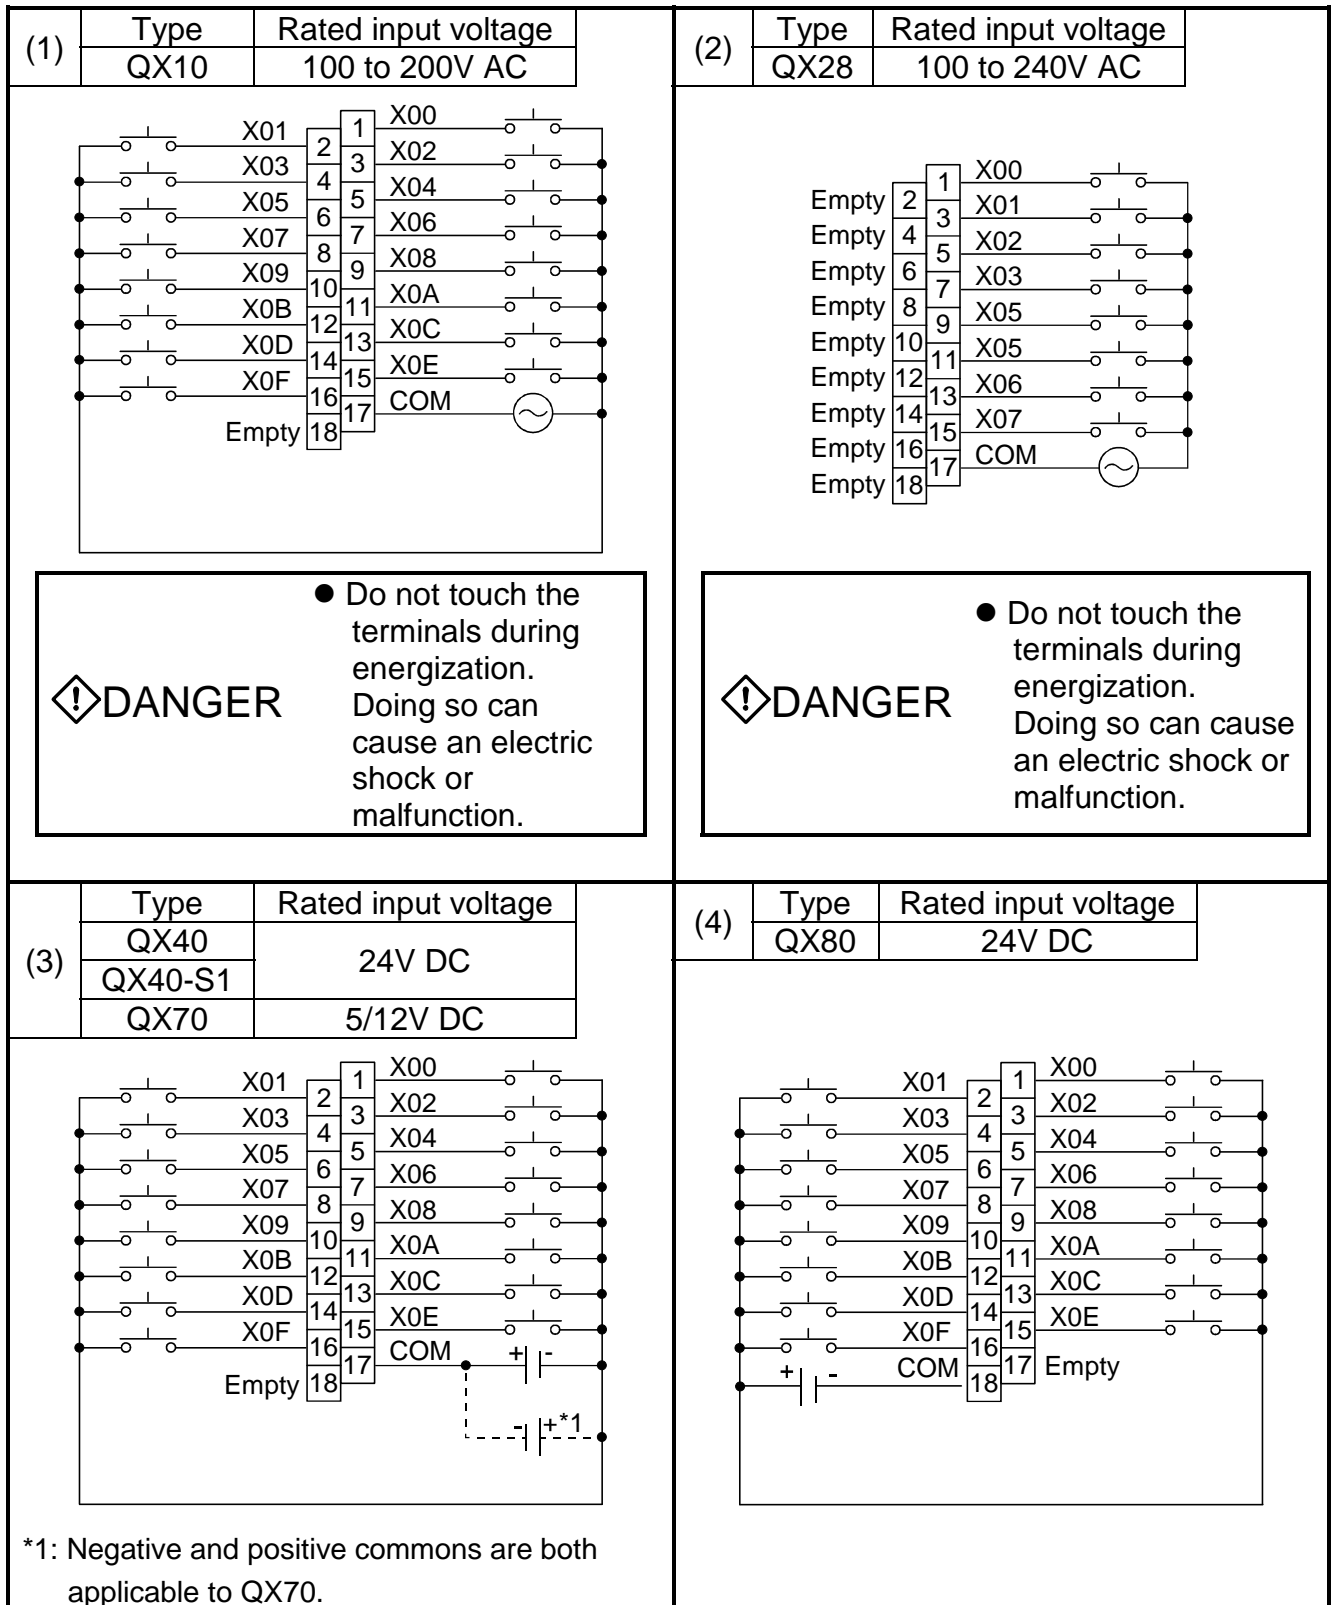 (1)
Type Rated input voltage
QX10 100 to 200V AC
X01 2 1 X00
X03 4 3 X02
X05 6 5 X04
X07 8 7 X06
X09 10 9 X08
X0B 12 11 X0A
X0D 14 13 X0C
X0F 16 15 X0E
Empty 18 17 COM
DANGER
● Do not touch the
terminals during
energization.
Doing so can
cause an electric
shock or
malfunction.
(2)
Type Rated input voltage
QX28 100 to 240V AC
Empty 2 1 X00
Empty 4 3 X01
Empty 6 5 X02
Empty 8 7 X03
Empty 10 9 X05
Empty 12 11 X05
Empty 14 13 X06
Empty 16 15 X07
Empty 18 17 COM
DANGER
● Do not touch the
terminals during
energization.
Doing so can cause
an electric shock or
malfunction.
(3)
Type Rated input voltage
QX40 24V DC
QX40-S1
QX70 5/12V DC
X01 2 1 X00
X03 4 3 X02
X05 6 5 X04
X07 8 7 X06
X09 10 9 X08
X0B 12 11 X0A
X0D 14 13 X0C
X0F 16 15 X0E
Empty 18 17 COM + -
- +*1
*1: Negative and positive commons are both
applicable to QX70.
(4)
Type Rated input voltage
QX80 24V DC
X01 2 1 X00
X03 4 3 X02
X05 6 5 X04
X07 8 7 X06
X09 10 9 X08
X0B 12 11 X0A
X0D 14 13 X0C
X0F 16 15 X0E
+ - COM 18 17 Empty